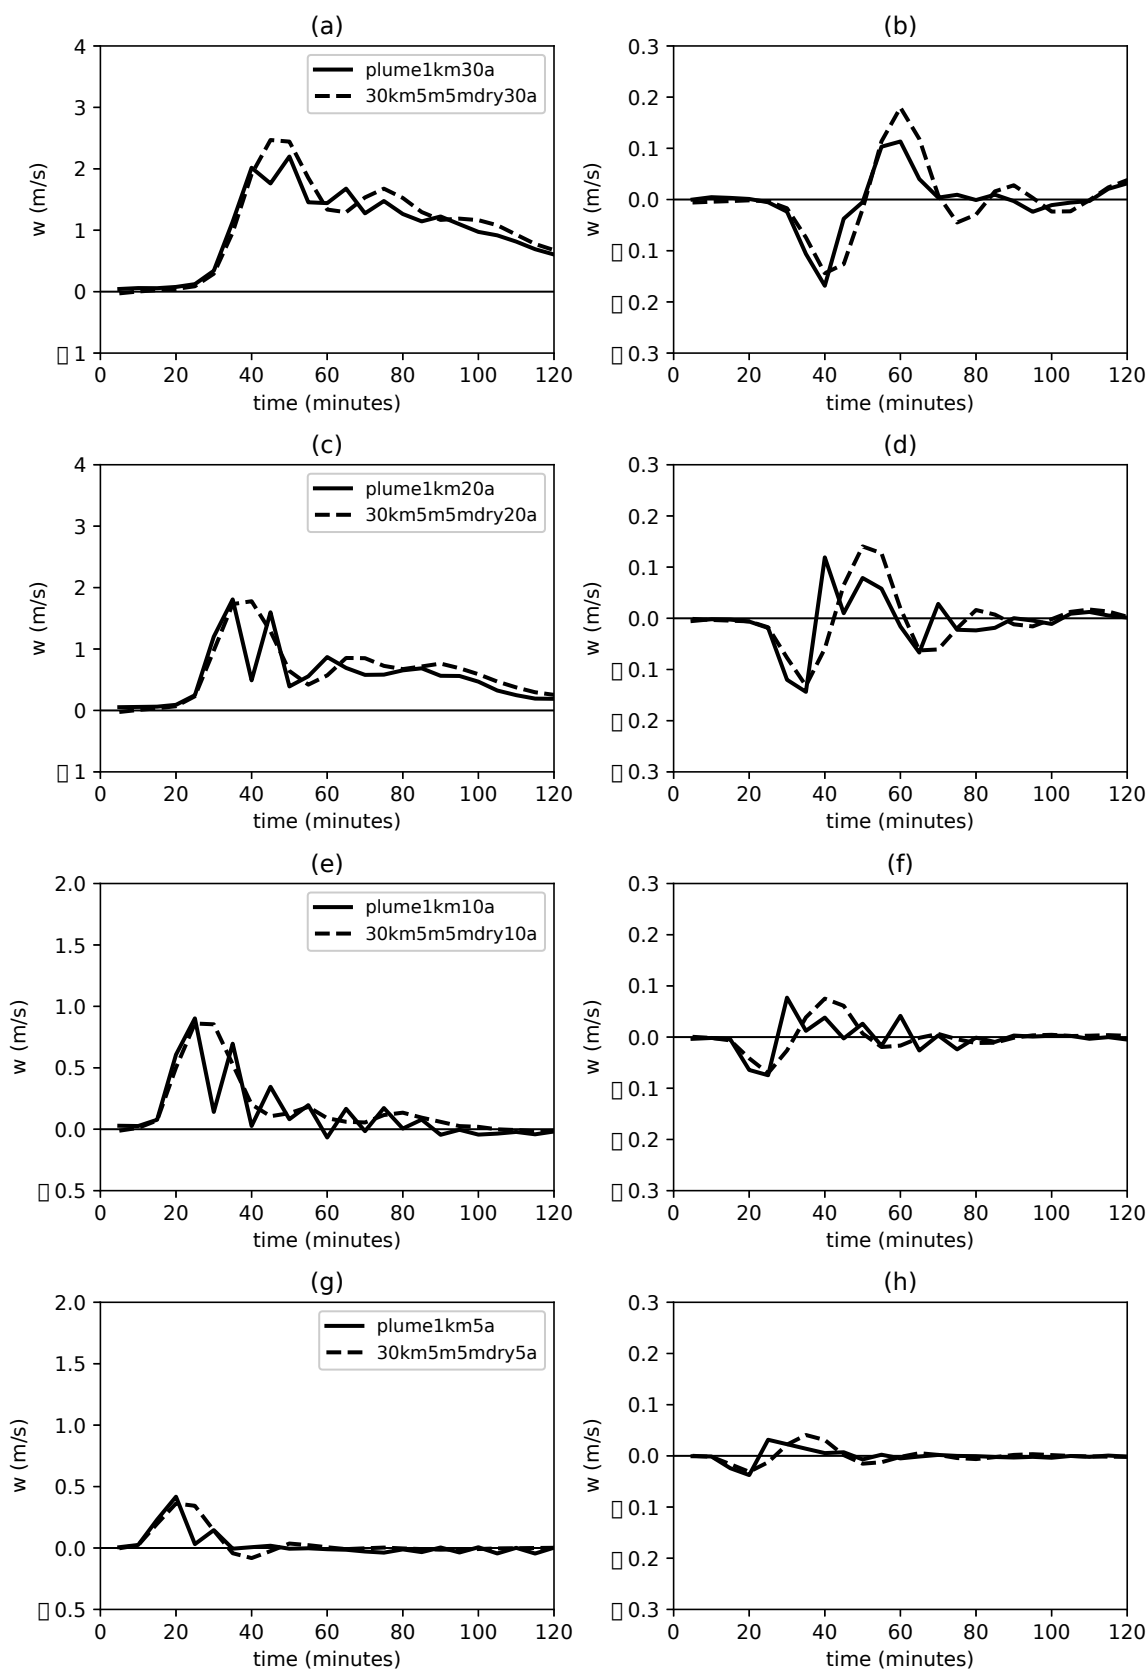 (a)
4
3
2
1
0
▯ 1
w (m/s)
plume1km30a
30km5m5mdry30a
0 20 40 60 80 100 120
time (minutes)
(b)
0.3
0.2
0.1
0.0
▯ 0.1
▯ 0.2
▯ 0.3
w (m/s)
0 20 40 60 80 100 120
time (minutes)
(c)
4
3
2
1
0
▯ 1
w (m/s)
plume1km20a
30km5m5mdry20a
0 20 40 60 80 100 120
time (minutes)
(d)
0.3
0.2
0.1
0.0
▯ 0.1
▯ 0.2
▯ 0.3
w (m/s)
0 20 40 60 80 100 120
time (minutes)
(e)
2.0
1.5
1.0
0.5
0.0
▯ 0.5
w (m/s)
plume1km10a
30km5m5mdry10a
0 20 40 60 80 100 120
time (minutes)
(f)
0.3
0.2
0.1
0.0
▯ 0.1
▯ 0.2
▯ 0.3
w (m/s)
0 20 40 60 80 100 120
time (minutes)
(g)
2.0
1.5
1.0
0.5
0.0
▯ 0.5
w (m/s)
plume1km5a
30km5m5mdry5a
0 20 40 60 80 100 120
time (minutes)
(h)
0.3
0.2
0.1
0.0
▯ 0.1
▯ 0.2
▯ 0.3
w (m/s)
0 20 40 60 80 100 120
time (minutes)